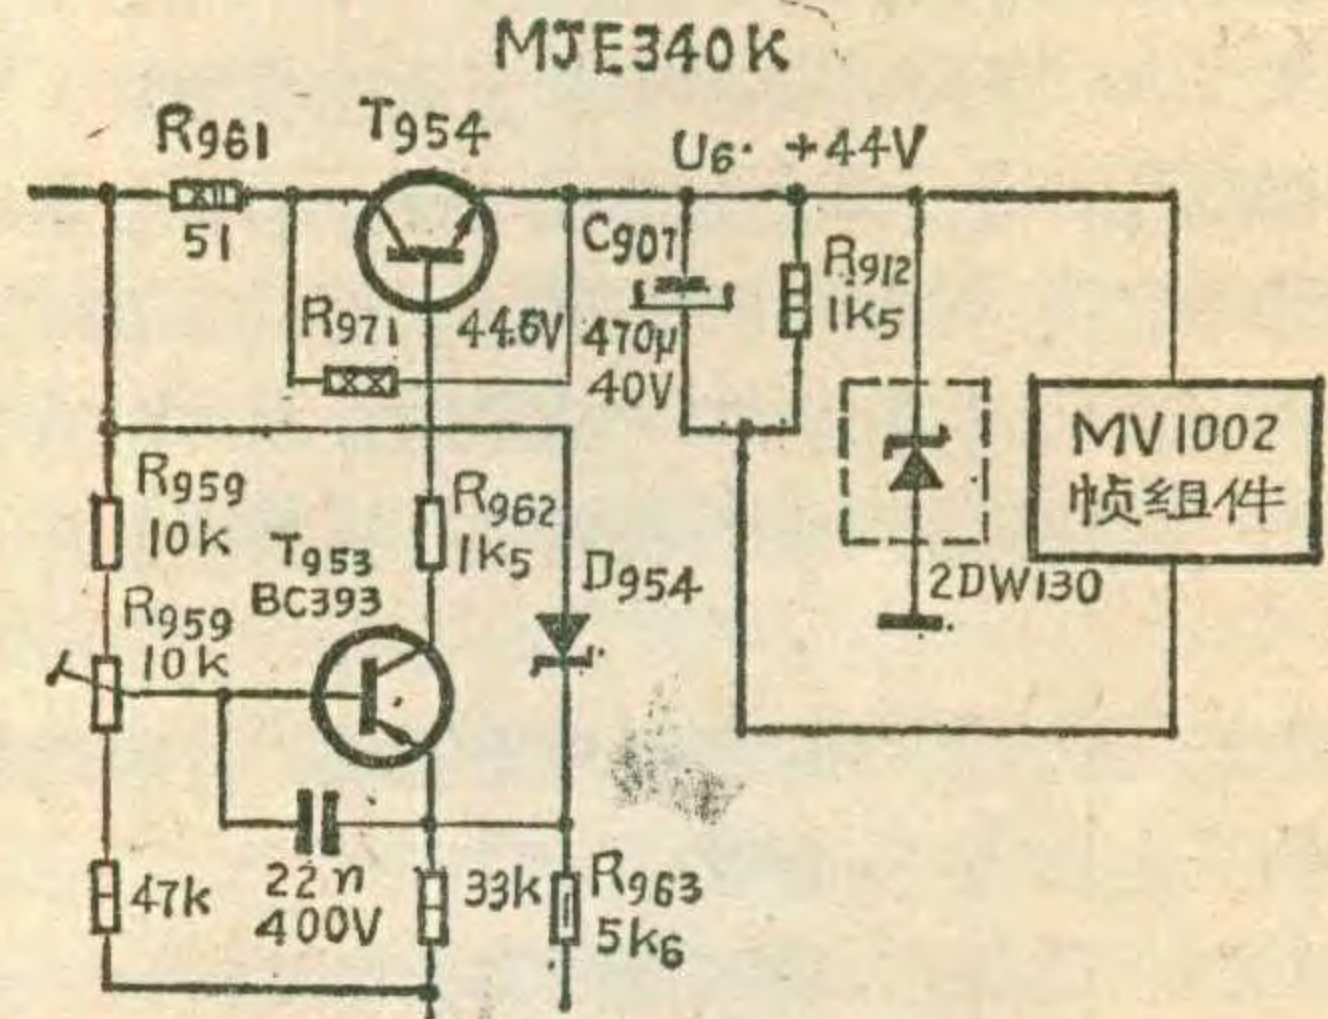 MJE340K
R961
51
T954
U6. +44V
R971
44.6V
C907
470μ
40V
R912
1K5
MV1002
帧组件
2DW130
R959
10k
T953
BC393
R962
1K5
D954
R959
10k
47k
22n
400V
33k
R963
5k6